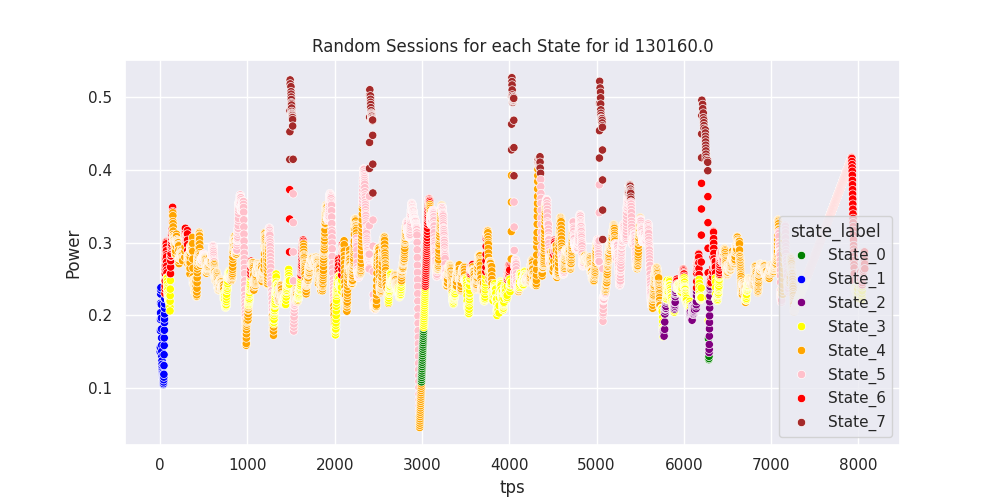 Random Sessions for each State for id 130160.0
Power
0.5
0.4
0.3
0.2
0.1
state_label
State_0
State_1
State_2
State_3
State_4
State_5
State_6
State_7
0 1000 2000 3000 4000 5000 6000 7000 8000
tps